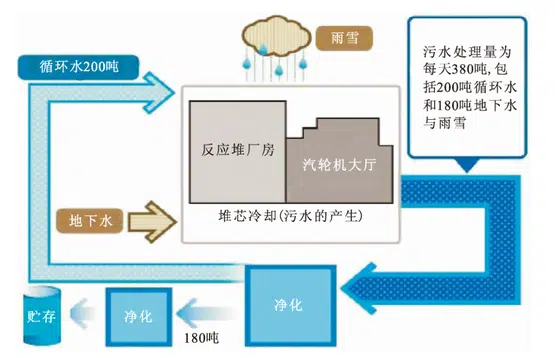 循环水200吨
雨雪
污水处理量为
每天380吨,包
括200吨循环水
和180吨地下水
与雨雪
反应堆厂房
汽轮机大厅
地下水
堆芯冷却(污水的产生)
贮存
净化
180吨
净化